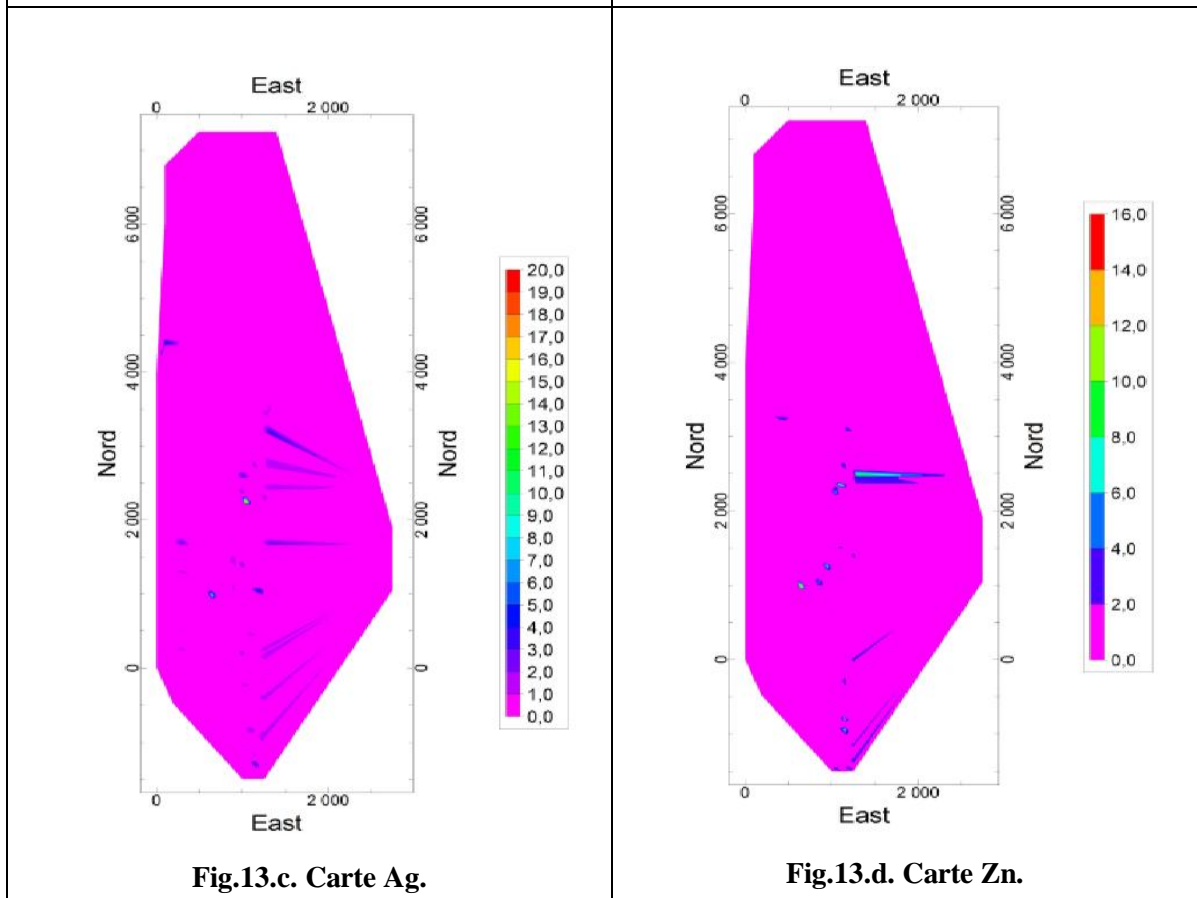 East
0 2 000
6 000 6 000
4 000 4 000
Nord Nord
2 000 2 000
0 0
0 2 000
East
20,0
19,0
18,0
17,0
16,0
15,0
14,0
13,0
12,0
11,0
10,0
9,0
8,0
7,0
6,0
5,0
4,0
3,0
2,0
1,0
0,0
Fig.13.c. Carte Ag.
East
0 2 000
6 000 6 000
4 000 4 000
Nord Nord
2 000 2 000
0 0
0 2 000
East
16,0
14,0
12,0
10,0
8,0
6,0
4,0
2,0
0,0
Fig.13.d. Carte Zn.